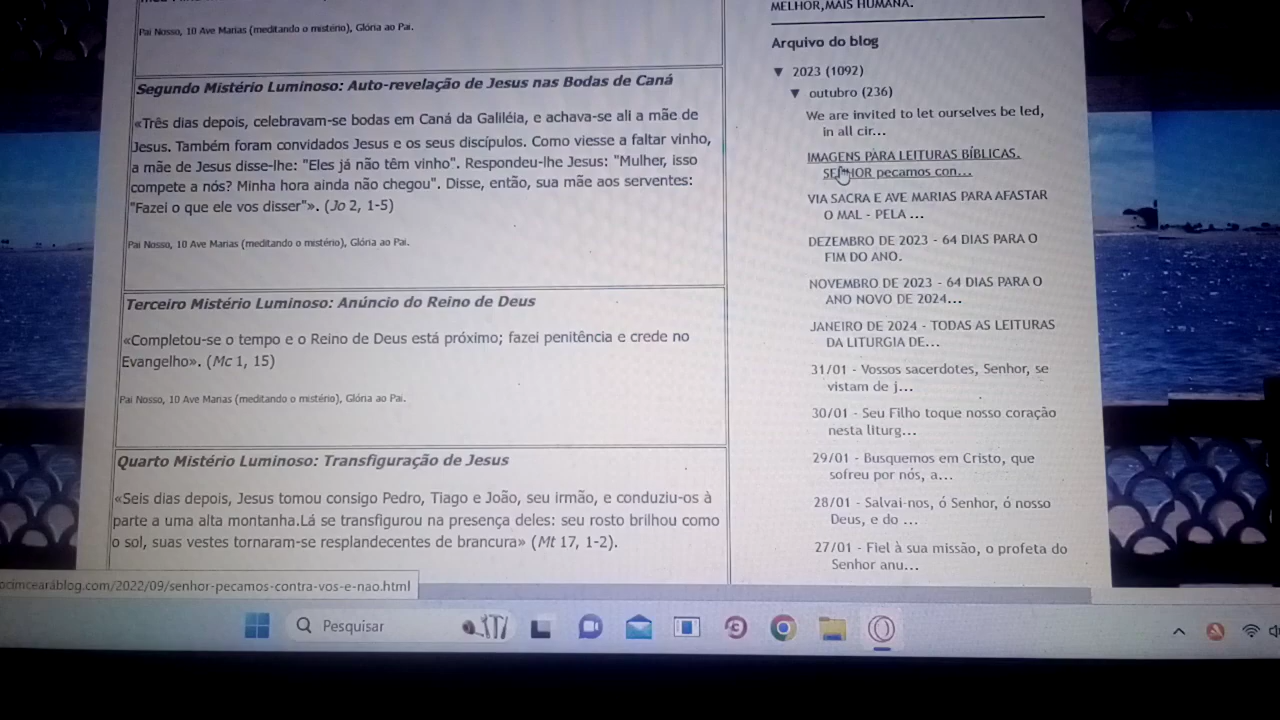 Pai Nosso, 10 Ave Marias (meditando o mistério), Glória ao Pai.
Segundo Mistério Luminoso: Auto-revelação de Jesus nas Bodas de Caná
«Três dias depois, celebravam-se bodas em Caná da Galiléia, e achava-se ali a mãe de
Jesus. Também foram convidados Jesus e os seus discípulos. Como viesse a faltar vinho,
a mãe de Jesus disse-lhe: "Eles já não têm vinho". Respondeu-lhe Jesus: "Mulher, isso
compete a nós? Minha hora ainda não chegou". Disse, então, sua mãe aos serventes:
"Fazei o que ele vos disser"». (Jo 2, 1-5)
Pai Nosso, 10 Ave Marias (meditando o mistério), Glória ao Pai.
Terceiro Mistério Luminoso: Anúncio do Reino de Deus
«Completou-se o tempo e o Reino de Deus está próximo; fazei penitência e crede no
Evangelho». (Mc 1, 15)
Pai Nosso, 10 Ave Marias (meditando o mistério), Glória ao Pai.
Quarto Mistério Luminoso: Transfiguração de Jesus
«Seis dias depois, Jesus tomou consigo Pedro, Tiago e João, seu irmão, e conduziu-os à
parte a uma alta montanha.Lá se transfigurou na presença deles: seu rosto brilhou como
o sol, suas vestes tornaram-se resplandecentes de brancura» (Mt 17, 1-2).
MELHOR,MAIS HUMANA.
Arquivo do blog
▼ 2023 (1092)
▼ outubro (236)
We are invited to let ourselves be led,
in all cir...
IMAGENS PARA LEITURAS BÍBLICAS.
SENHOR pecamos con...
VIA SACRA E AVE MARIAS PARA AFASTAR
O MAL - PELA ...
DEZEMBRO DE 2023 - 64 DIAS PARA O
FIM DO ANO.
NOVEMBRO DE 2023 - 64 DIAS PARA O
ANO NOVO DE 2024...
JANEIRO DE 2024 - TODAS AS LEITURAS
DA LITURGIA DE...
31/01 - Vossos sacerdotes, Senhor, se
vistam de j...
30/01 - Seu Filho toque nosso coração
nesta liturg...
29/01 - Busquemos em Cristo, que
sofreu por nós, a...
28/01 - Salvai-nos, ó Senhor, ó nosso
Deus, e do ...
27/01 - Fiel à sua missão, o profeta do
Senhor anu...
ocimcearáblog.com/2022/09/senhor-pecamos-contra-vos-e-nao.html
Pesquisar